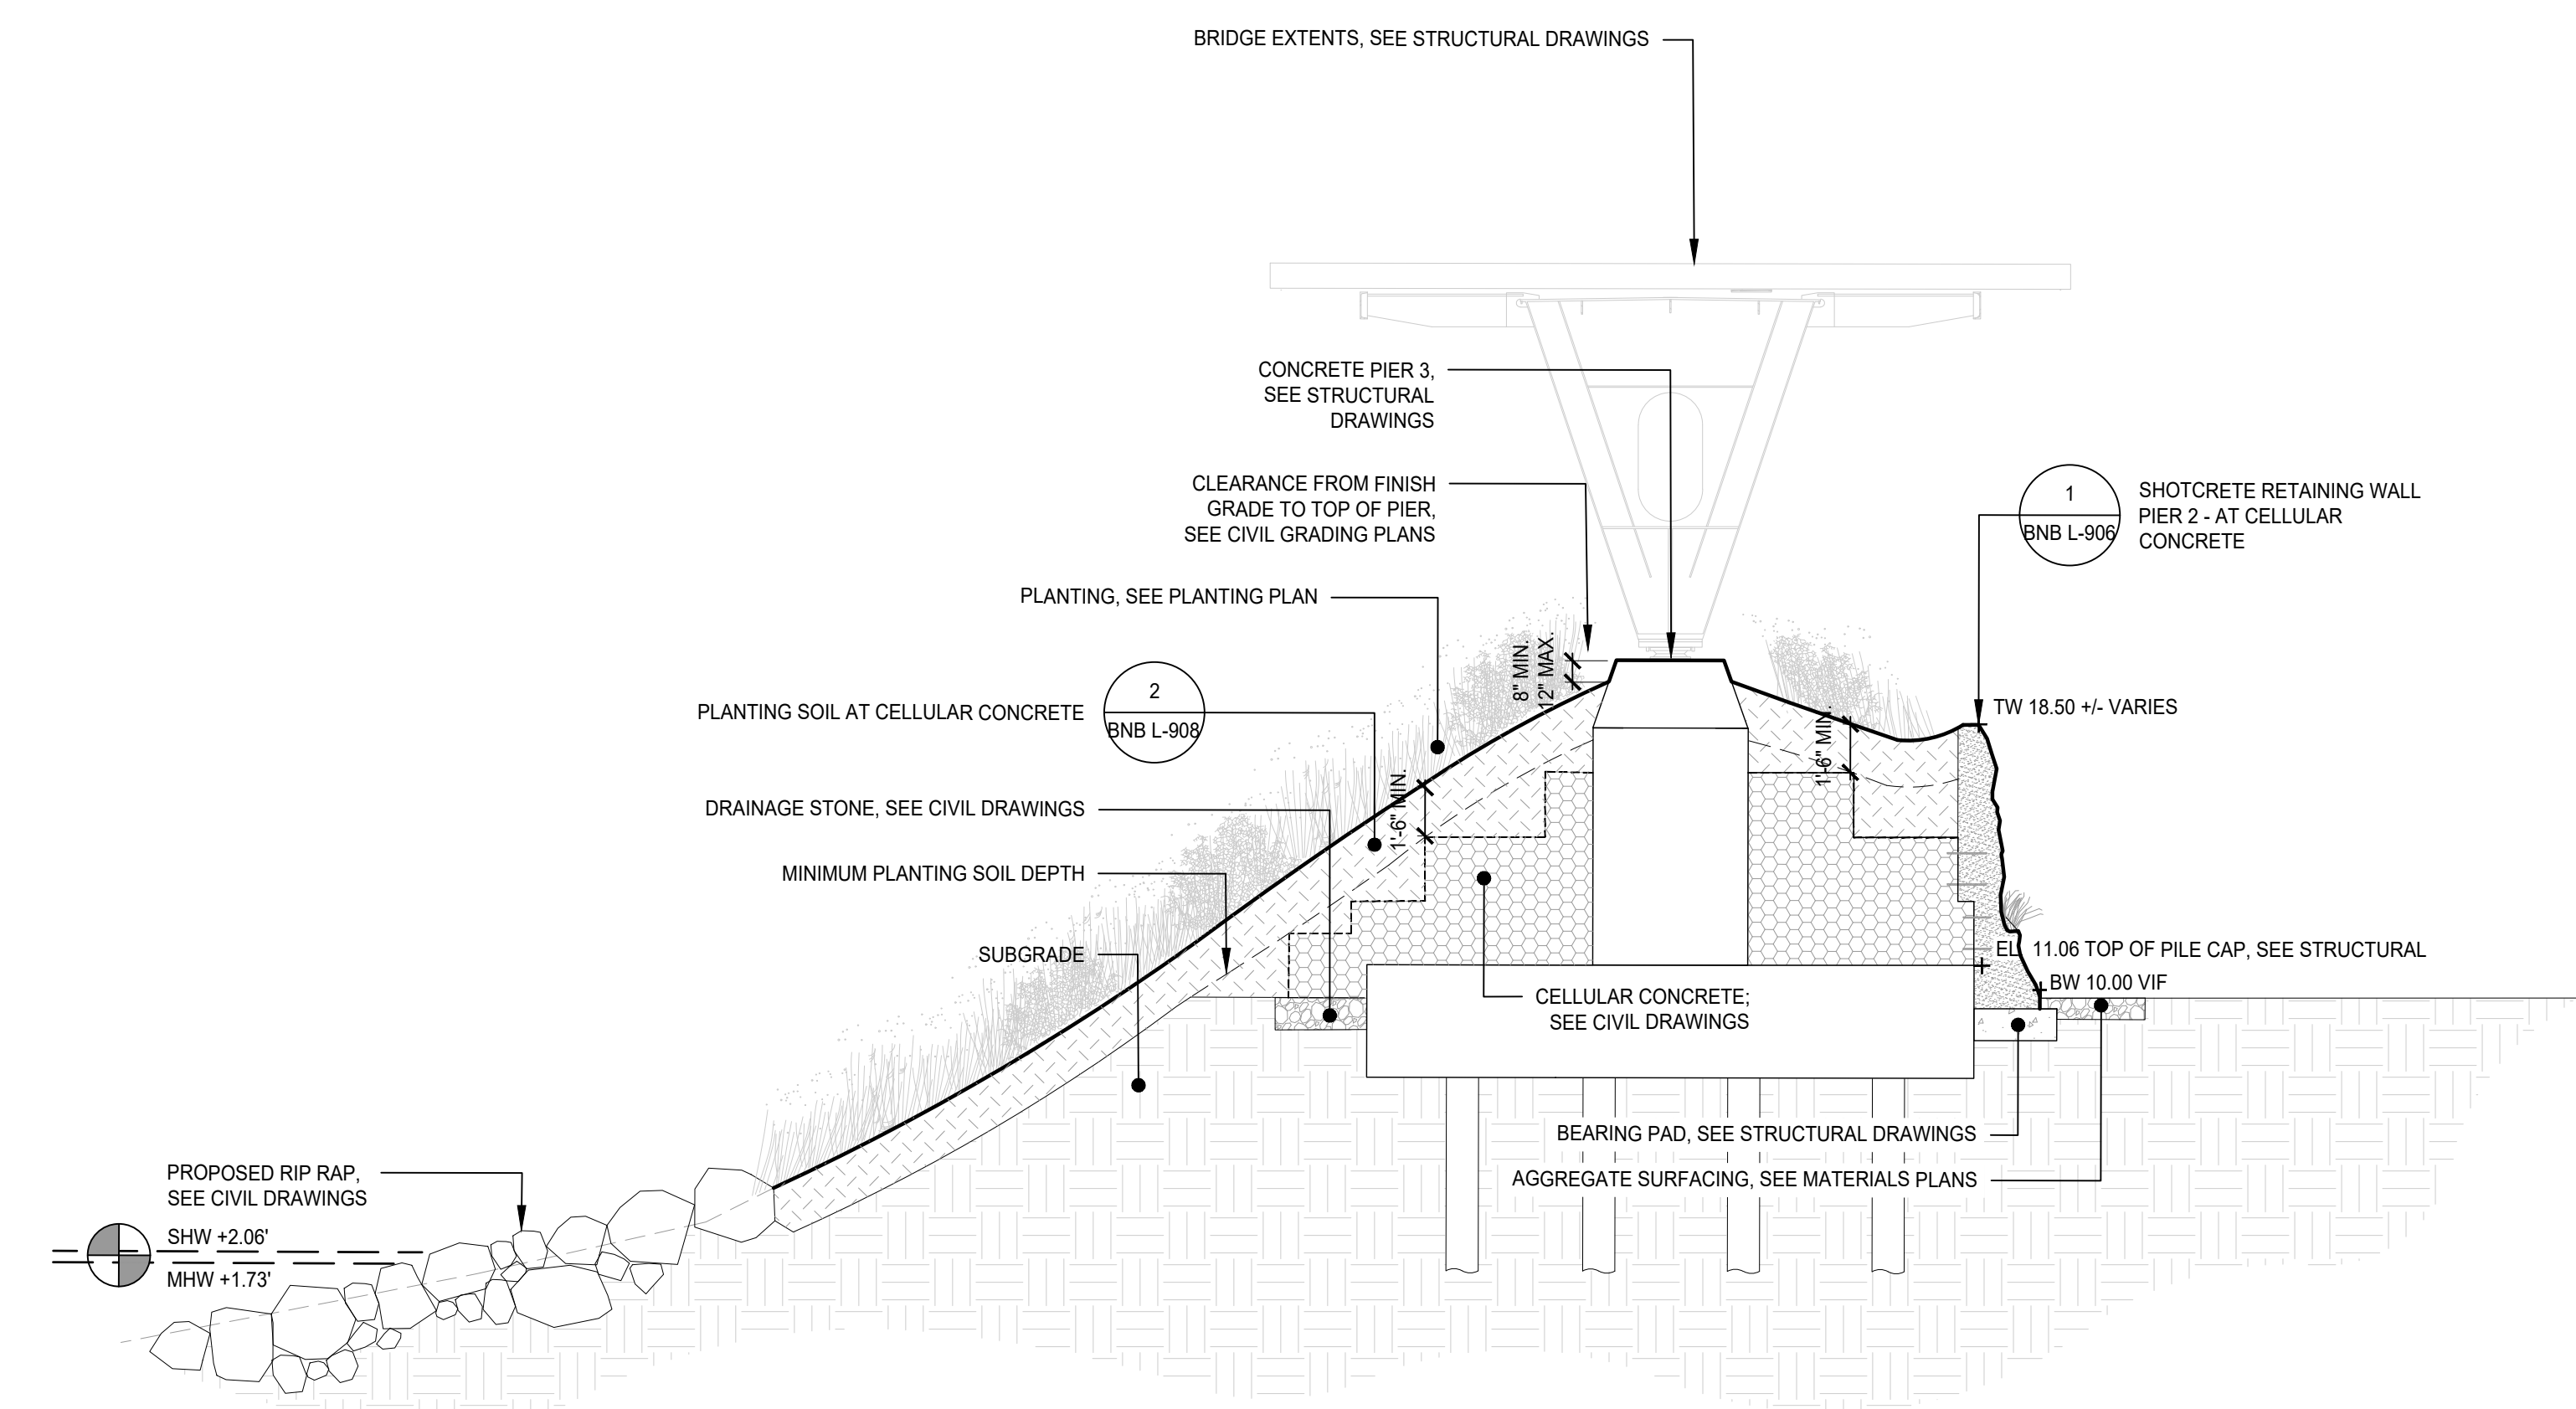 BRIDGE EXTENTS, SEE STRUCTURAL DRAWINGS
CONCRETE PIER 3,
SEE STRUCTURAL
DRAWINGS
CLEARANCE FROM FINISH
GRADE TO TOP OF PIER,
SEE CIVIL GRADING PLANS
1
BNB L-906
SHOTCRETE RETAINING WALL
PIER 2 - AT CELLULAR
CONCRETE
PLANTING, SEE PLANTING PLAN
8" MIN.
12" MAX.
2
BNB L-908
PLANTING SOIL AT CELLULAR CONCRETE
TW 18.50 +/- VARIES
1'-6" MIN.
1'-6" MIN.
DRAINAGE STONE, SEE CIVIL DRAWINGS
MINIMUM PLANTING SOIL DEPTH
SUBGRADE
EL 11.06 TOP OF PILE CAP, SEE STRUCTURAL
BW 10.00 VIF
CELLULAR CONCRETE;
SEE CIVIL DRAWINGS
BEARING PAD, SEE STRUCTURAL DRAWINGS
AGGREGATE SURFACING, SEE MATERIALS PLANS
PROPOSED RIP RAP,
SEE CIVIL DRAWINGS
SHW +2.06'
MHW +1.73'